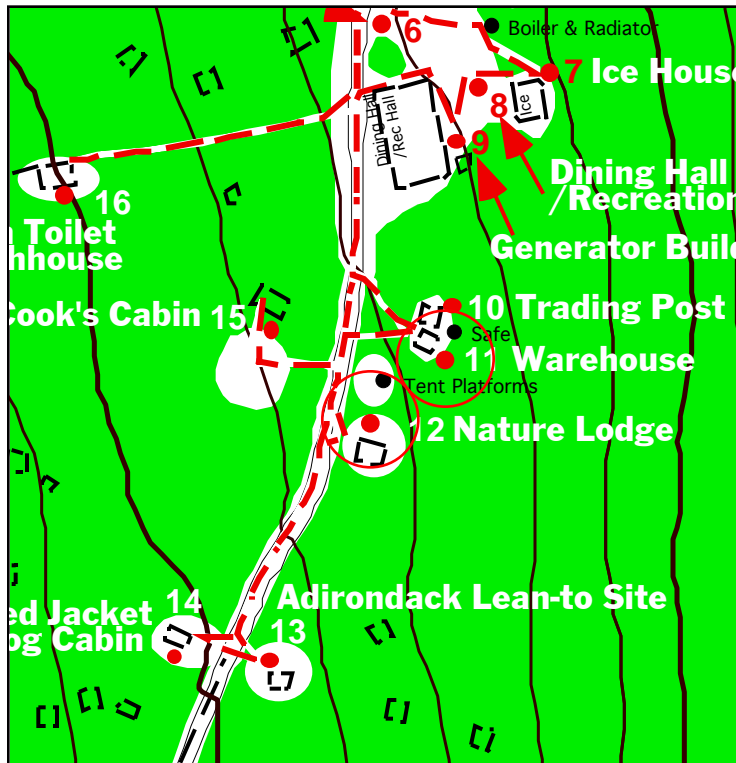 6
Boiler & Radiator
7 Ice House
8
Ice
Dining Hall
/Rec Hall
9
Dining Hall
/Recreation
16
Toilet
hhouse
Generator Build
10 Trading Post
Cook's Cabin 15
Safe
11 Warehouse
Tent Platforms
12 Nature Lodge
Adirondack Lean-to Site
14
ed Jacket
og Cabin
13